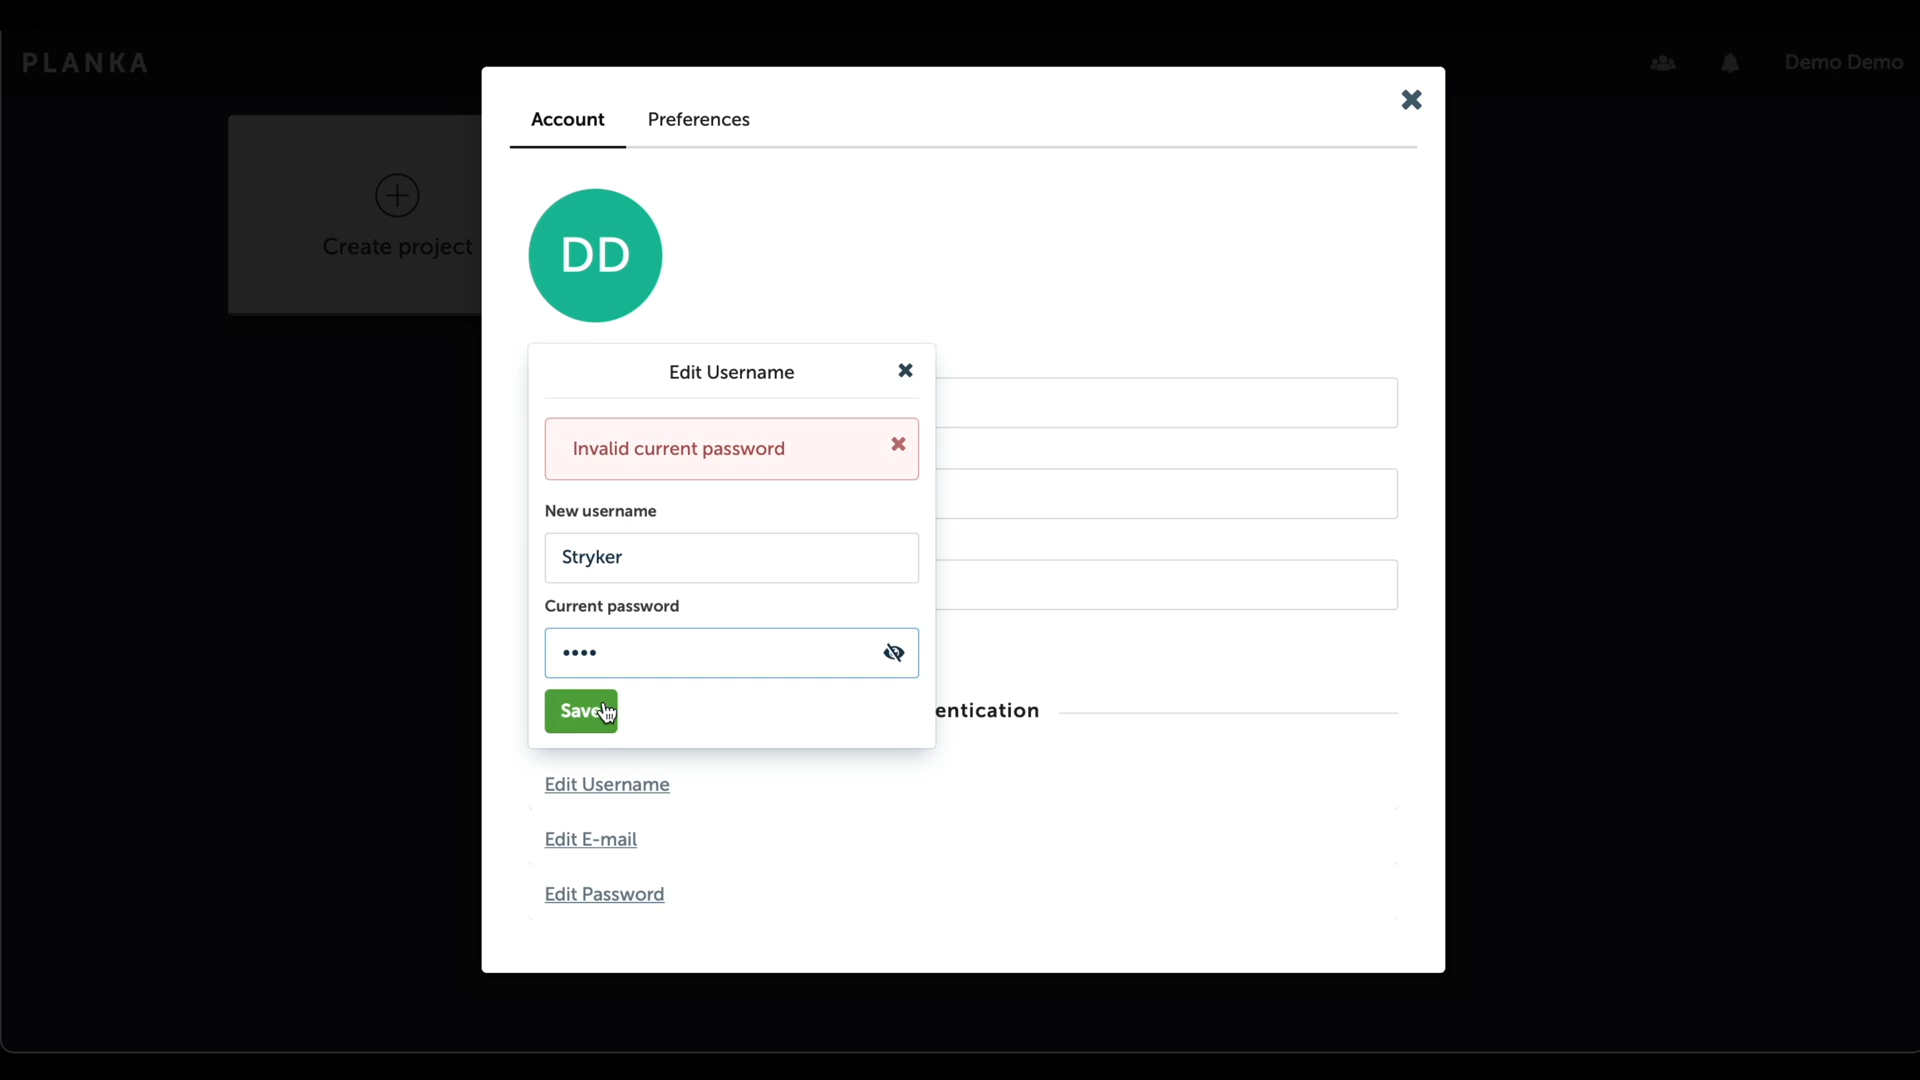 PLANKA
Demo Demo
Account
Preferences
Create project
DD
Edit Username
Invalid current password
New username
Stryker
Current password
••••
Save
entication
Edit Username
Edit E-mail
Edit Password